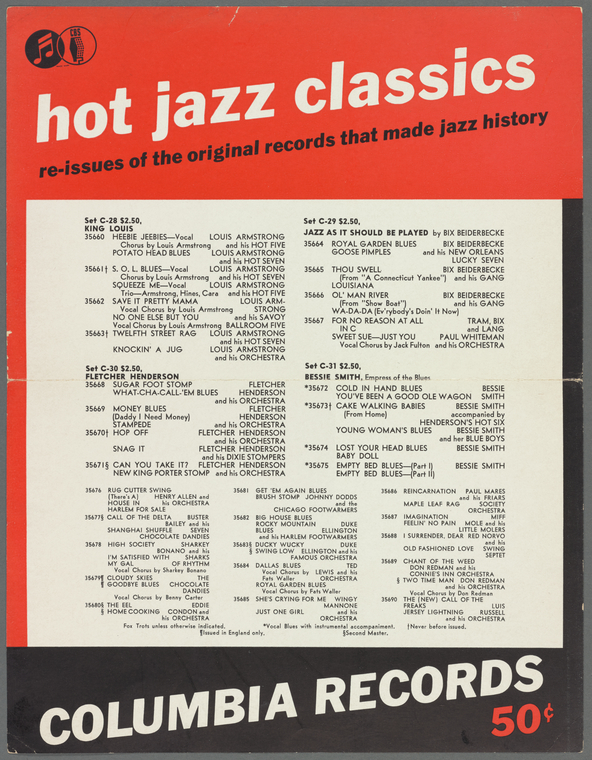 CBS
hot jazz classics
re-issues of the original records that made jazz history
Set C-28 $2.50,
KING LOUIS
35660 HEEBIE JEEBIES—Vocal LOUIS ARMSTRONG
Chorus by Louis Armstrong and his HOT FIVE
POTATO HEAD BLUES LOUIS ARMSTRONG
and his HOT SEVEN
35661† S. O. L. BLUES—Vocal LOUIS ARMSTRONG
Chorus by Louis Armstrong and his HOT SEVEN
SQUEEZE ME—Vocal LOUIS ARMSTRONG
Trio—Armstrong, Hines, Cara and his HOT FIVE
35662 SAVE IT PRETTY MAMA LOUIS ARM-
Vocal Chorus by Louis Armstrong STRONG
NO ONE ELSE BUT YOU and his SAVOY
Vocal Chorus by Louis Armstrong BALLROOM FIVE
35663† TWELFTH STREET RAG LOUIS ARMSTRONG
and his HOT SEVEN
KNOCKIN' A JUG LOUIS ARMSTRONG
and his ORCHESTRA
Set C-29 $2.50,
JAZZ AS IT SHOULD BE PLAYED by BIX BEIDERBECKE
35664 ROYAL GARDEN BLUES BIX BEIDERBECKE
GOOSE PIMPLES and his NEW ORLEANS
LUCKY SEVEN
35665 THOU SWELL BIX BEIDERBECKE
(From "A Connecticut Yankee") and his GANG
LOUISIANA
35666 OL' MAN RIVER BIX BEIDERBECKE
(From "Show Boat") and his GANG
WA-DA-DA (Ev'rybody's Doin' It Now)
35667 FOR NO REASON AT ALL TRAM, BIX
IN C and LANG
SWEET SUE—JUST YOU PAUL WHITEMAN
Vocal Chorus by Jack Fulton and his ORCHESTRA
Set C-30 $2.50,
FLETCHER HENDERSON
35668 SUGAR FOOT STOMP FLETCHER
WHAT-CHA-CALL-'EM BLUES HENDERSON
and his ORCHESTRA
35669 MONEY BLUES FLETCHER
(Daddy I Need Money) HENDERSON
STAMPEDE and his ORCHESTRA
35670† HOP OFF FLETCHER HENDERSON
and his ORCHESTRA
SNAG IT FLETCHER HENDERSON
and his DIXIE STOMPERS
35671§ CAN YOU TAKE IT? FLETCHER HENDERSON
NEW KING PORTER STOMP and his ORCHESTRA
Set C-31 $2.50,
BESSIE SMITH, Empress of the Blues
*35672 COLD IN HAND BLUES BESSIE
YOU'VE BEEN A GOOD OLE WAGON SMITH
*35673† CAKE WALKING BABIES BESSIE SMITH
(From Home) accompanied by
HENDERSON'S HOT SIX
YOUNG WOMAN'S BLUES BESSIE SMITH
and her BLUE BOYS
*35674 LOST YOUR HEAD BLUES BESSIE SMITH
BABY DOLL
*35675 EMPTY BED BLUES—(Part I) BESSIE SMITH
EMPTY BED BLUES—(Part II)
35676 RUG CUTTER SWING
(There's A) HENRY ALLEN and
HOUSE IN his ORCHESTRA
HARLEM FOR SALE
35677§ CALL OF THE DELTA BUSTER
BAILEY and his
SHANGHAI SHUFFLE SEVEN
CHOCOLATE DANDIES
35678 HIGH SOCIETY SHARKEY
BONANO and his
I'M SATISFIED WITH SHARKS
MY GAL OF RHYTHM
Vocal Chorus by Sharkey Bonano
35679¶ CLOUDY SKIES THE
¶ GOODBYE BLUES CHOCOLATE
DANDIES
Vocal Chorus by Benny Carter
35680§ THE EEL EDDIE
§ HOME COOKING CONDON and
his ORCHESTRA
35681 GET 'EM AGAIN BLUES
BRUSH STOMP JOHNNY DODDS
and the
CHICAGO FOOTWARMERS
35682 BIG HOUSE BLUES
ROCKY MOUNTAIN DUKE
BLUES ELLINGTON
and his HARLEM FOOTWARMERS
35683§ DUCKY WUCKY DUKE
§ SWING LOW ELLINGTON and his
FAMOUS ORCHESTRA
35684 DALLAS BLUES TED
Vocal Chorus by LEWIS and his
Fats Waller ORCHESTRA
ROYAL GARDEN BLUES
Vocal Chorus by Fats Waller
35685 SHE'S CRYING FOR ME WINGY
MANNONE
JUST ONE GIRL and his
ORCHESTRA
35686 REINCARNATION PAUL MARES
and his FRIARS
MAPLE LEAF RAG SOCIETY
ORCHESTRA
35687 IMAGINATION MIFF
FEELIN' NO PAIN MOLE and his
LITTLE MOLERS
35688 I SURRENDER, DEAR RED NORVO
and his
OLD FASHIONED LOVE SWING
SEPTET
35689 CHANT OF THE WEED
DON REDMAN and his
CONNIE'S INN ORCHESTRA
§ TWO TIME MAN DON REDMAN
and his ORCHESTRA
Vocal Chorus by Don Redman
35690 THE (NEW) CALL OF THE
FREAKS LUIS
JERSEY LIGHTNING RUSSELL
and his ORCHESTRA
Fox Trots unless otherwise indicated. *Vocal Blues with instrumental accompaniment. †Never before issued.
¶Issued in England only. §Second Master.
COLUMBIA RECORDS
50¢